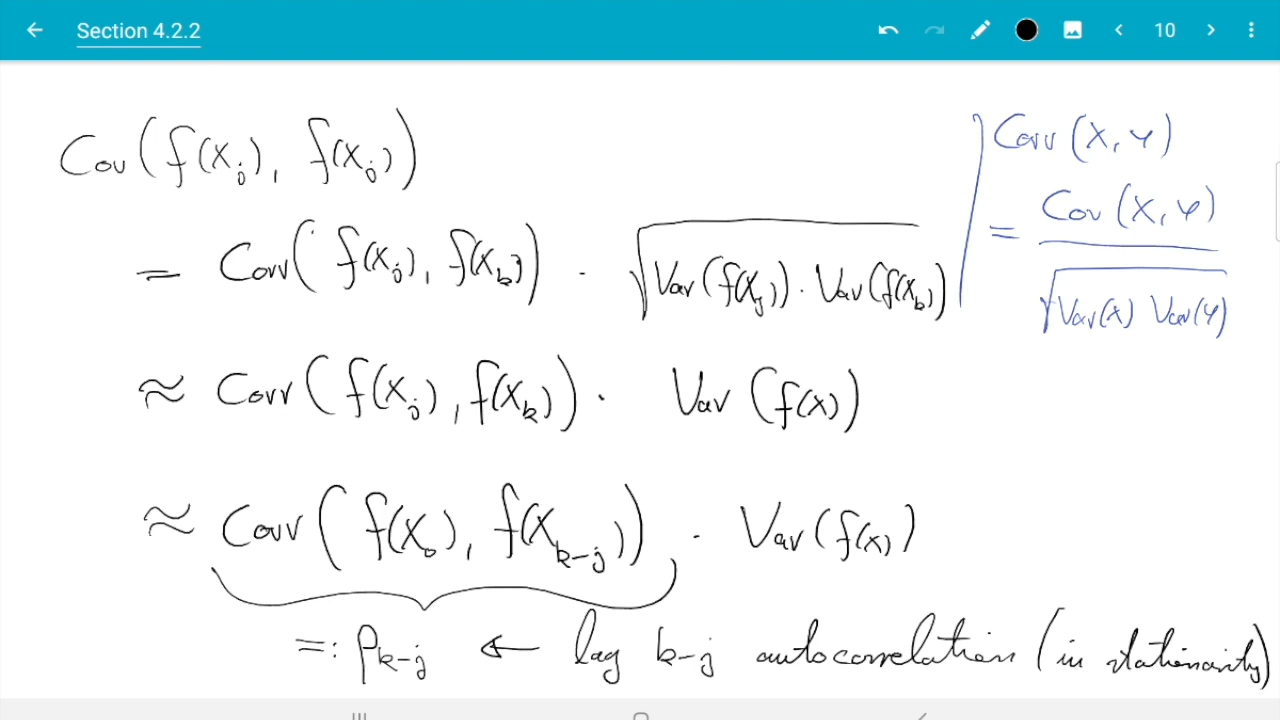 Section 4.2.2
10
Cov(f(X_j), f(X_j))
= Corr(f(X_j), f(X_k)) · √Var(f(X_j)) · Var(f(X_k))
≈ Corr(f(X_j), f(X_k)) · Var(f(X))
≈ Corr(f(X_0), f(X_{k-j})) · Var(f(X))
=: ρ_{k-j} ← lag k-j autocorrelation (in stationarity)
Corr(X, Y)
= Cov(X, Y)
√Var(X) Var(Y)